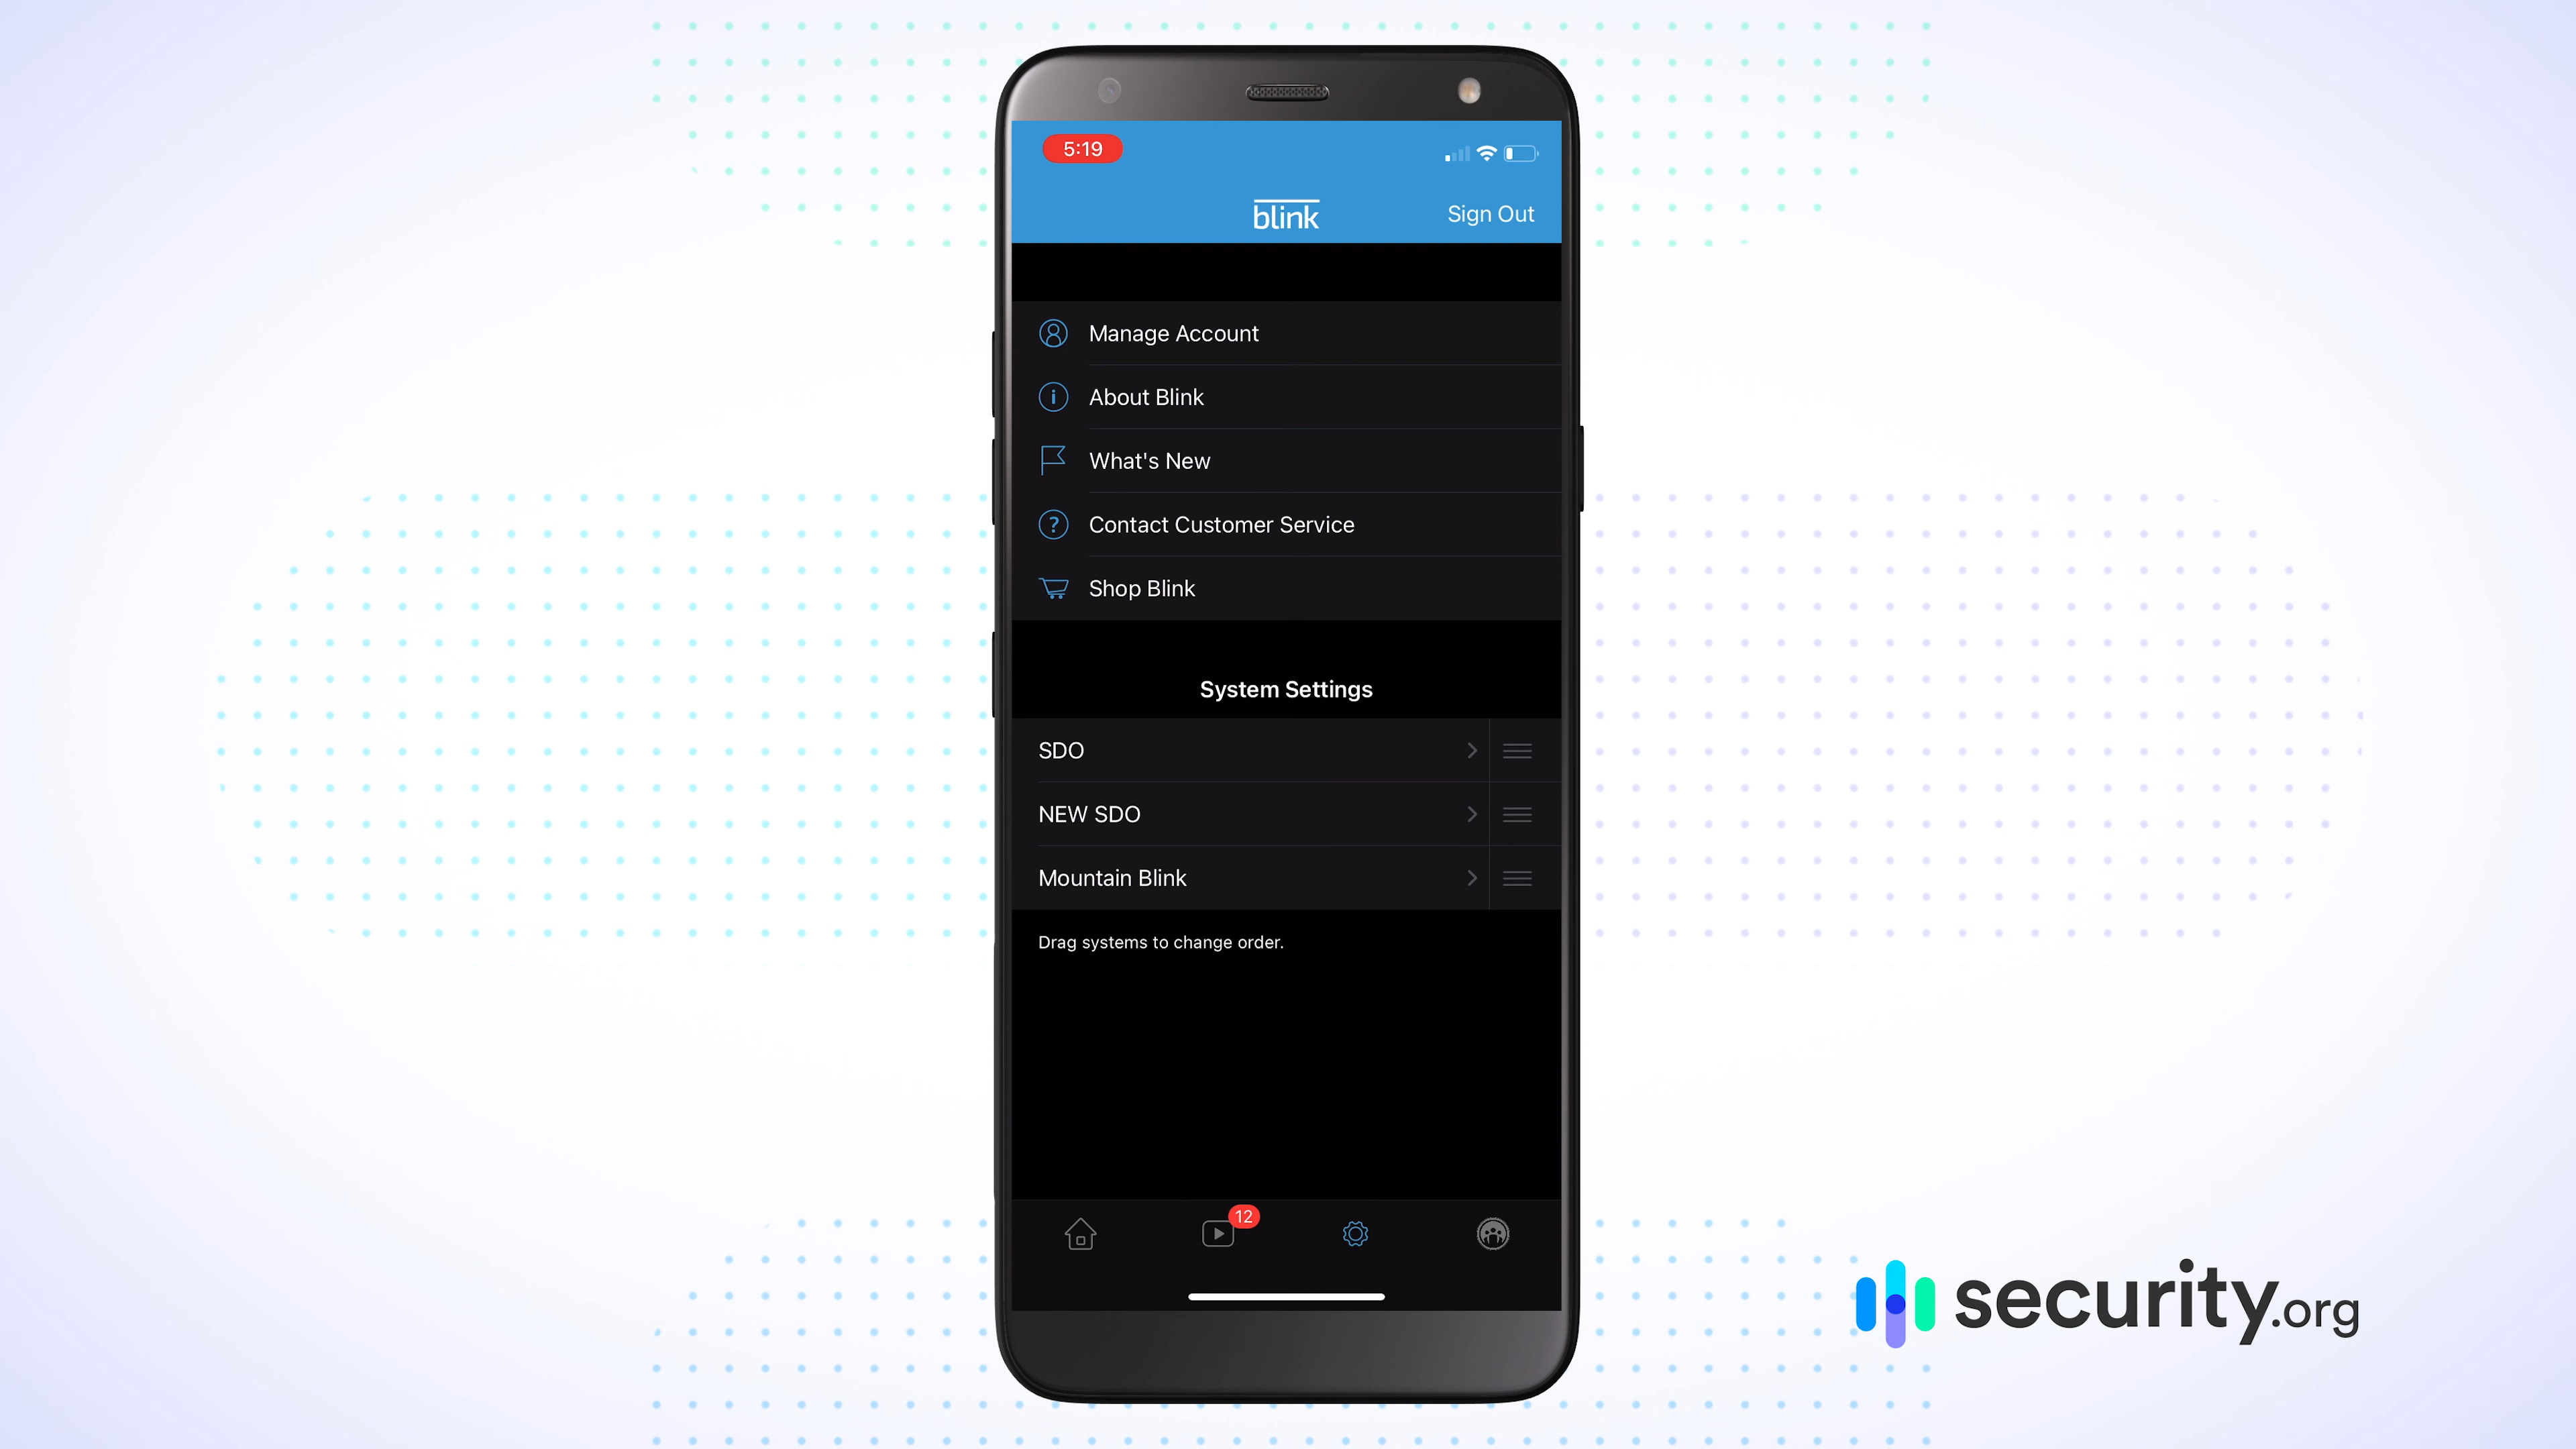 5:19
blink
Sign Out
Manage Account
About Blink
What's New
Contact Customer Service
Shop Blink
System Settings
SDO
NEW SDO
Mountain Blink
Drag systems to change order.
12
security.org